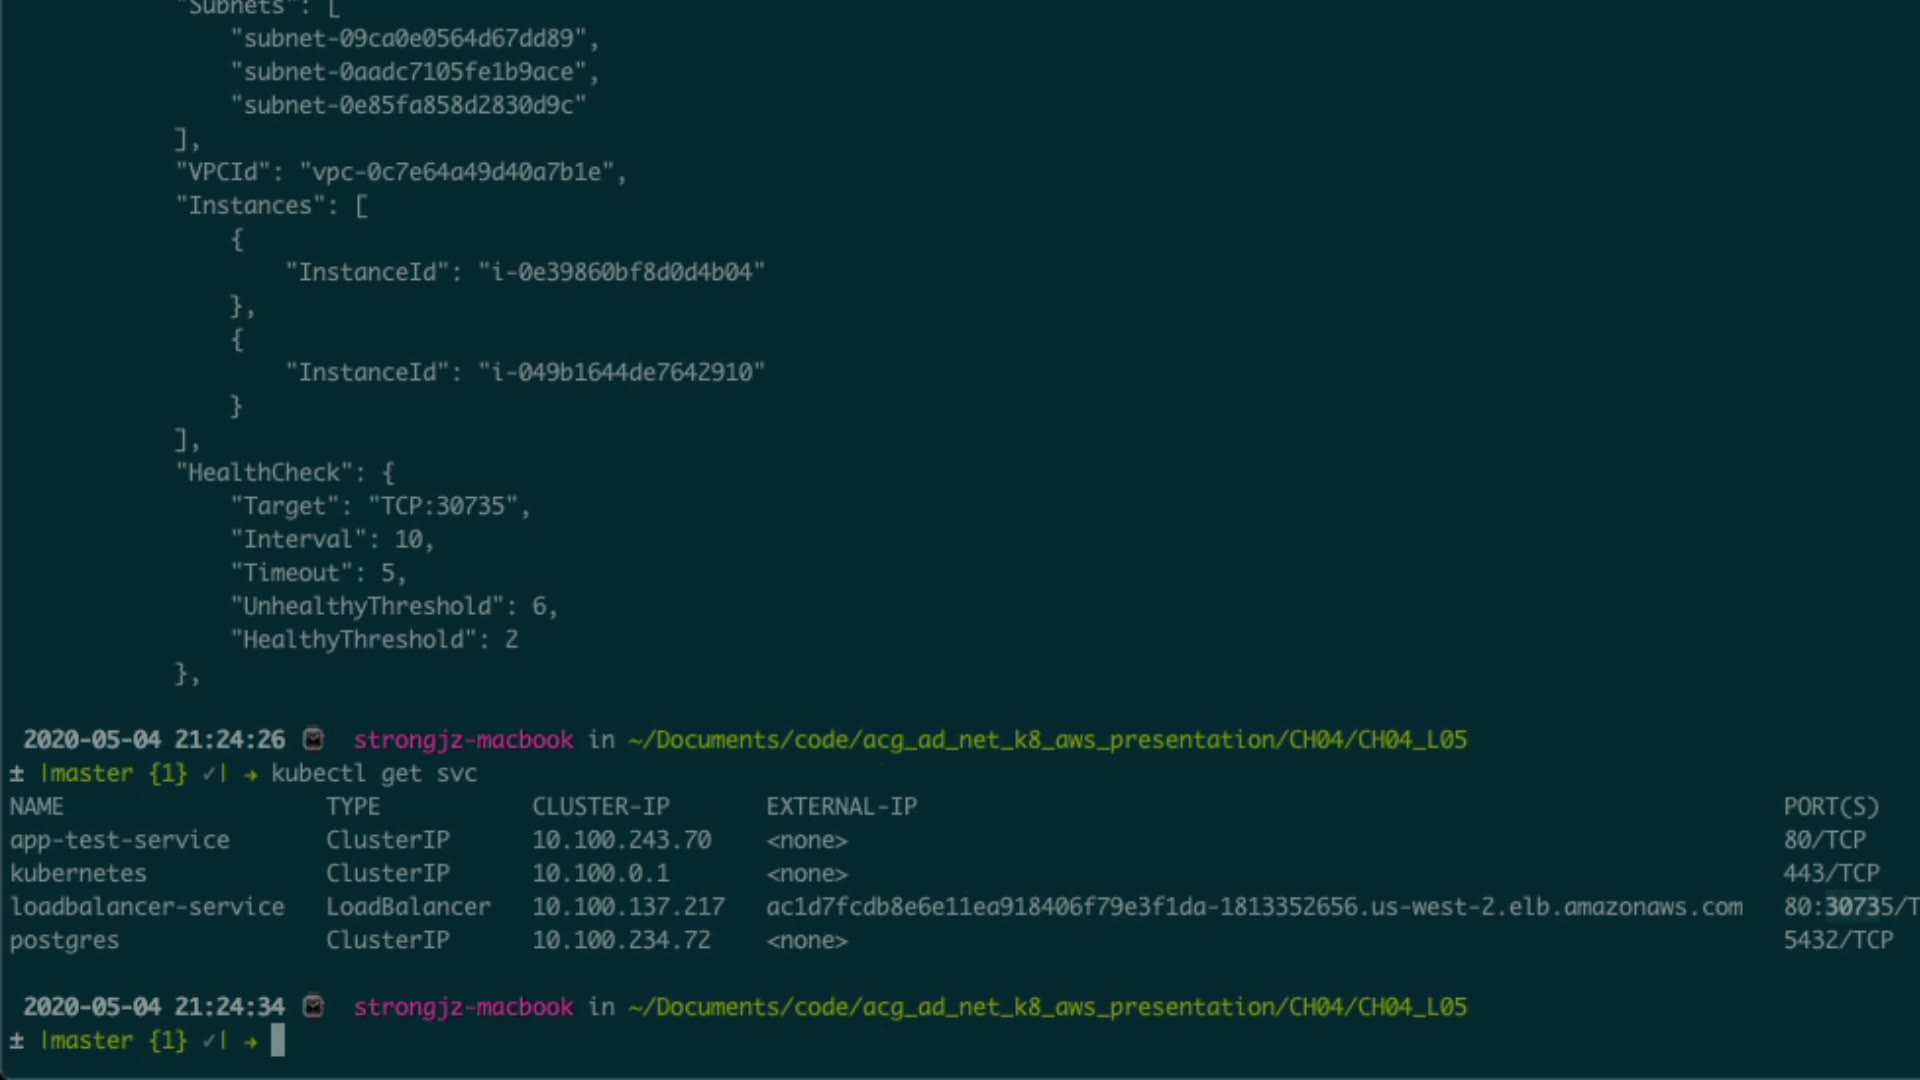 "Subnets": [
"subnet-09ca0e0564d67dd89",
"subnet-0aadc7105fe1b9ace",
"subnet-0e85fa858d2830d9c"
],
"VPCId": "vpc-0c7e64a49d40a7b1e",
"Instances": [
{
"InstanceId": "i-0e39860bf8d0d4b04"
},
{
"InstanceId": "i-049b1644de7642910"
}
],
"HealthCheck": {
"Target": "TCP:30735",
"Interval": 10,
"Timeout": 5,
"UnhealthyThreshold": 6,
"HealthyThreshold": 2
},
2020-05-04 21:24:26 strongjz-macbook in ~/Documents/code/acg_ad_net_k8_aws_presentation/CH04/CH04_L05
± |master {1} ✓| → kubectl get svc
NAME TYPE CLUSTER-IP EXTERNAL-IP PORT(S)
app-test-service ClusterIP 10.100.243.70 <none> 80/TCP
kubernetes ClusterIP 10.100.0.1 <none> 443/TCP
loadbalancer-service LoadBalancer 10.100.137.217 ac1d7fcdb8e6e11ea918406f79e3f1da-1813352656.us-west-2.elb.amazonaws.com 80:30735/T
postgres ClusterIP 10.100.234.72 <none> 5432/TCP
2020-05-04 21:24:34 strongjz-macbook in ~/Documents/code/acg_ad_net_k8_aws_presentation/CH04/CH04_L05
± |master {1} ✓| →